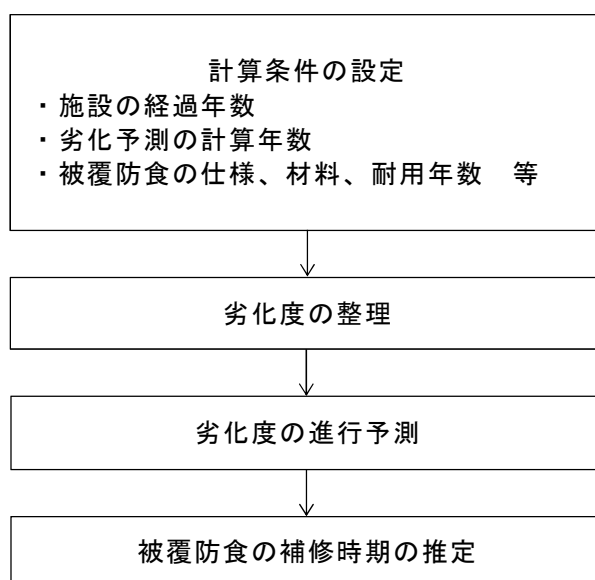 計算条件の設定
・施設の経過年数
・劣化予測の計算年数
・被覆防食の仕様、材料、耐用年数　等
劣化度の整理
劣化度の進行予測
被覆防食の補修時期の推定